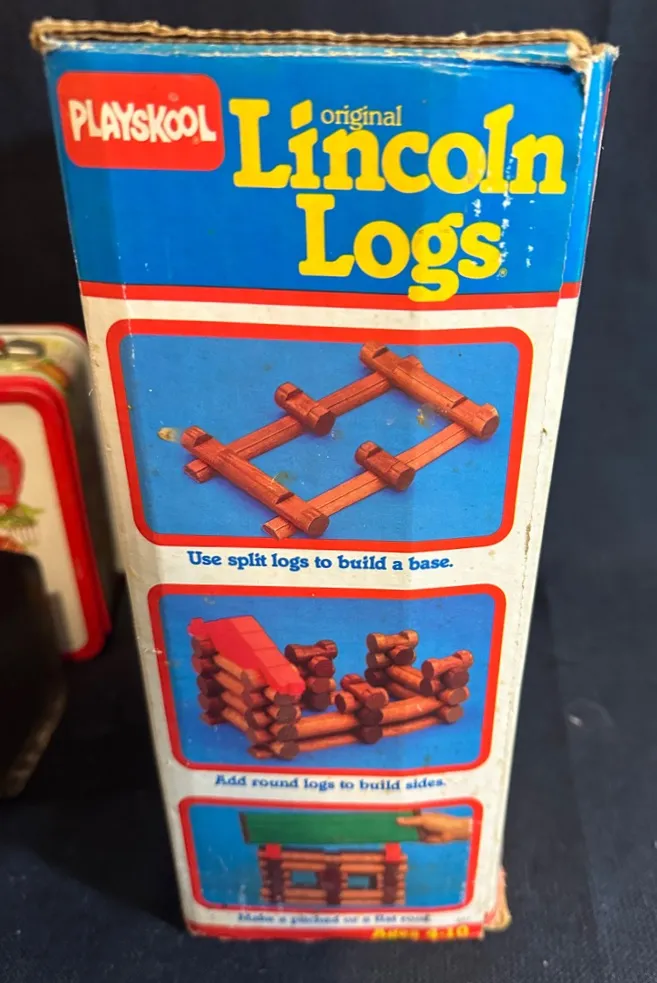 PLAYSKOOL®
original
Lincoln
Logs®
Use split logs to build a base.
Add round logs to build sides.
Make a pitched or a flat roof.
Ages 4-10